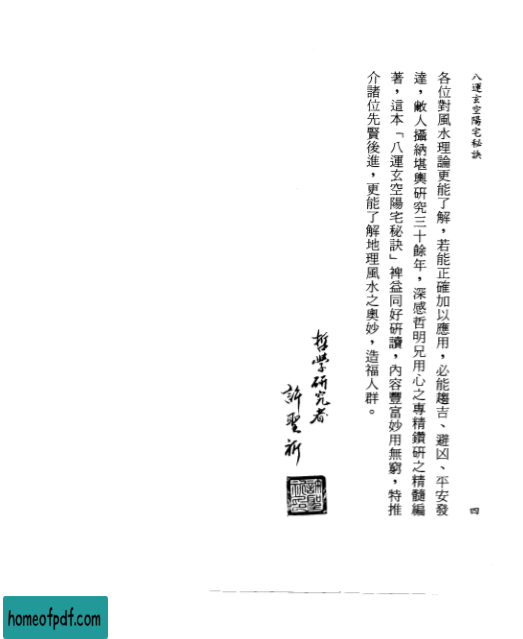 八運玄空陽宅秘訣
四
各位對風水理論更能了解，若能正確加以應用，必能趨吉、避凶、平安發
達，敝人攝納堪輿研究三十餘年，深感哲明兄用心之專精鑽研之精髓編
著，這本「八運玄空陽宅秘訣」裨益同好研讀，內容豐富妙用無窮，特推
介諸位先賢後進，更能了解地理風水之奧妙，造福人群。
哲學研究者
許聖祈
homeofpdf.com